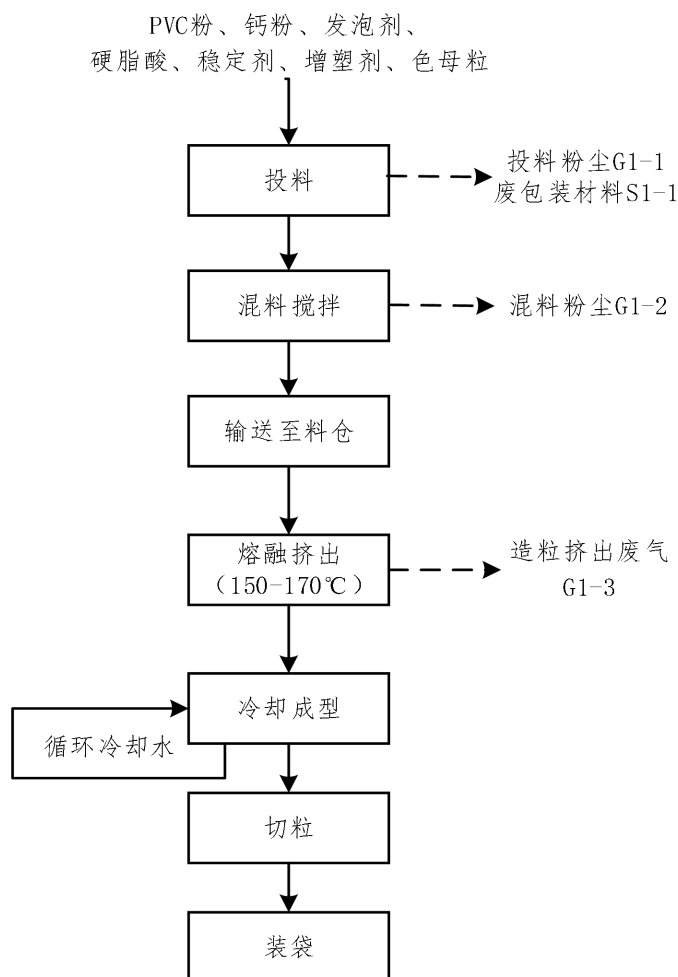 PVC粉、钙粉、发泡剂、
硬脂酸、稳定剂、增塑剂、色母粒
投料
投料粉尘G1-1
废包装材料S1-1
混料搅拌
混料粉尘G1-2
输送至料仓
熔融挤出
（150-170℃）
造粒挤出废气
G1-3
冷却成型
循环冷却水
切粒
装袋